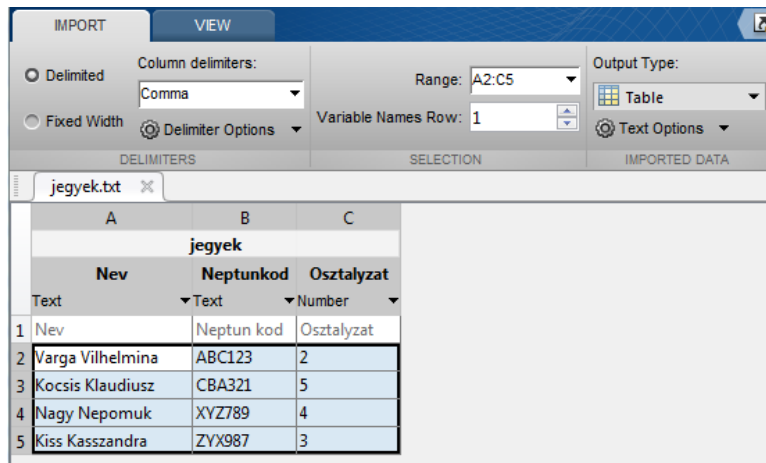 IMPORT VIEW
Delimited
Column delimiters:
Comma
Fixed Width
Delimiter Options
DELIMITERS
Range: A2:C5
Variable Names Row: 1
SELECTION
Output Type:
Table
Text Options
IMPORTED DATA
jegyek.txt
A B C
jegyek
Nev Neptunkod Osztalyzat
Text Text Number
1 Nev Neptun kod Osztalyzat
2 Varga Vilhelmina ABC123 2
3 Kocsis Klaudiusz CBA321 5
4 Nagy Nepomuk XYZ789 4
5 Kiss Kasszandra ZYX987 3